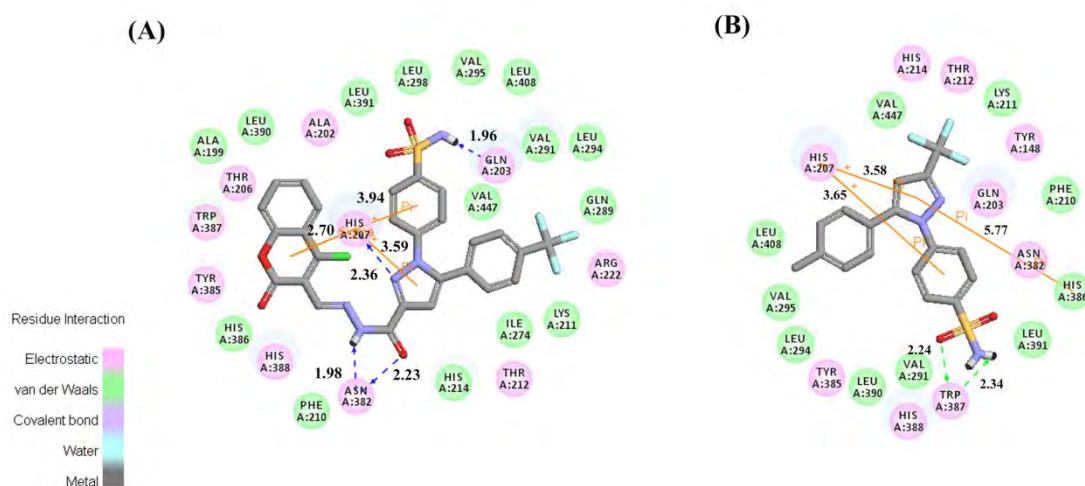 (A)
(B)
LEU
A:298
VAL
A:295
LEU
A:408
LEU
A:391
LEU
A:390
ALA
A:202
ALA
A:199
THR
A:206
TRP
A:387
TYR
A:385
HIS
A:386
HIS
A:388
PHE
A:210
ASN
A:382
HIS
A:214
THR
A:212
ILE
A:274
LYS
A:211
ARG
A:222
GLN
A:289
LEU
A:294
VAL
A:291
GLN
A:203
VAL
A:447
HIS
A:207
1.96
3.94
2.70
3.59
2.36
1.98
2.23
+
Pi
HIS
A:214
THR
A:212
LYS
A:211
VAL
A:447
TYR
A:148
HIS
A:207
GLN
A:203
PHE
A:210
LEU
A:408
ASN
A:382
HIS
A:386
VAL
A:295
LEU
A:294
VAL
A:291
LEU
A:391
TYR
A:385
LEU
A:390
TRP
A:387
HIS
A:388
3.58
3.65
5.77
2.24
2.34
+
+
Pi
Residue Interaction
Electrostatic
van der Waals
Covalent bond
Water
Metal